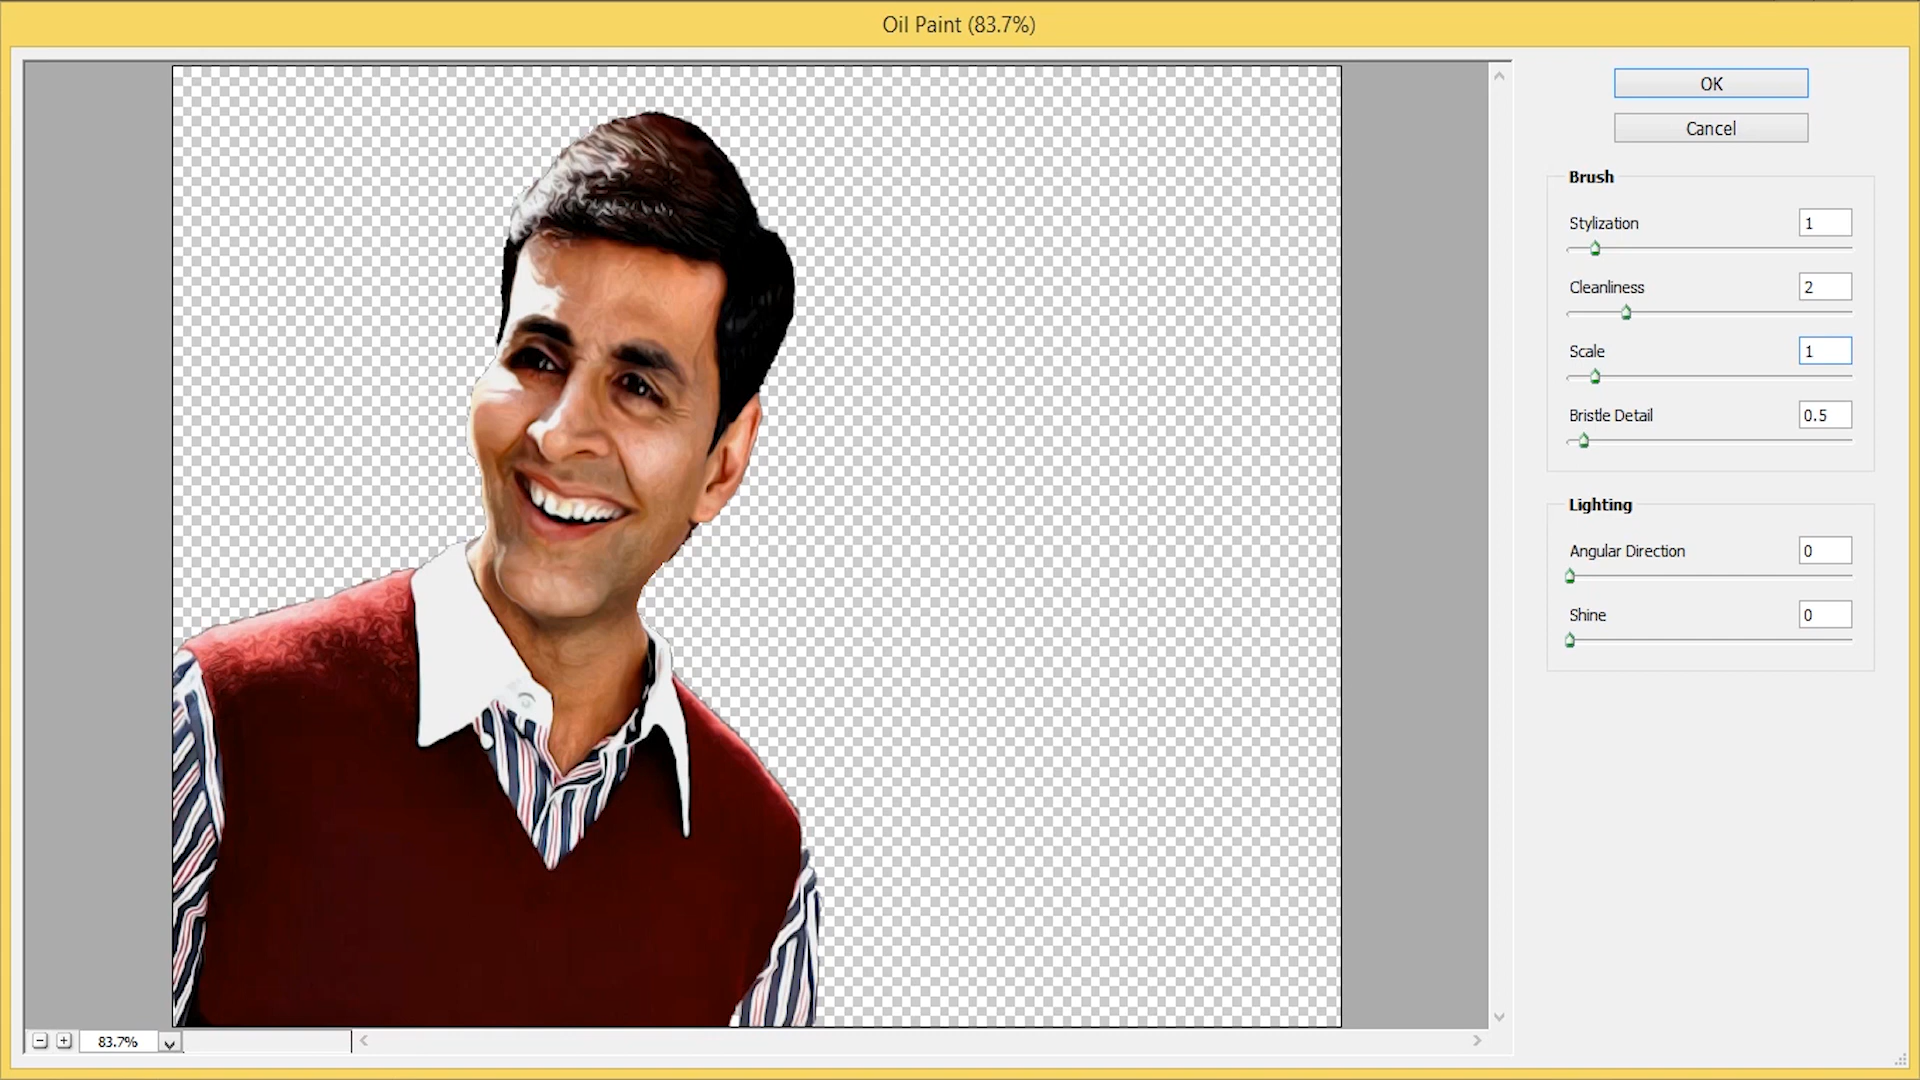 Oil Paint (83.7%)
OK
Cancel
Brush
Stylization 1
Cleanliness 2
Scale 1
Bristle Detail 0.5
Lighting
Angular Direction 0
Shine 0
83.7%